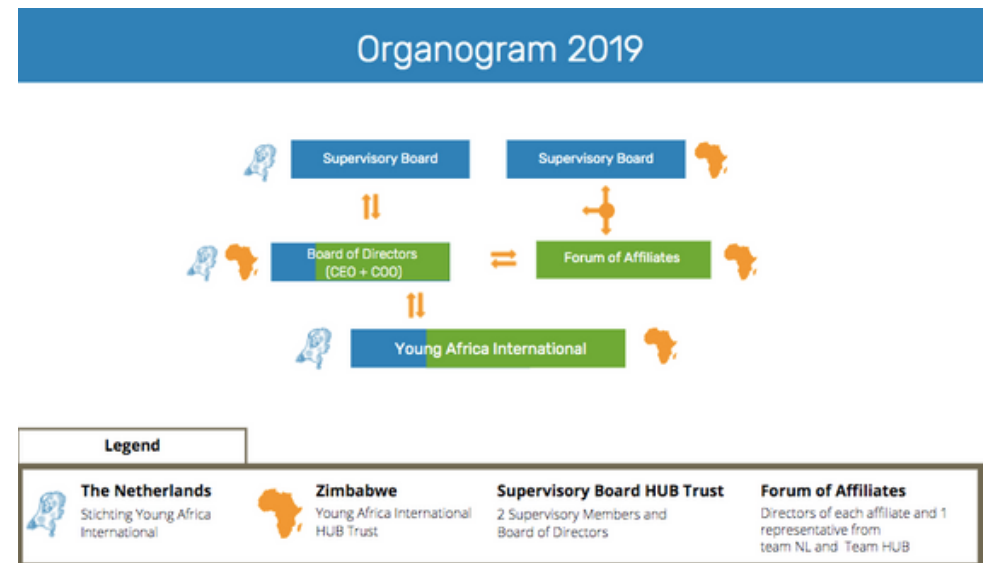 Organogram 2019
Supervisory Board
Supervisory Board
Board of Directors
(CEO + COO)
Forum of Affiliates
Young Africa International
Legend
The Netherlands
Stichting Young Africa
International
Zimbabwe
Young Africa International
HUB Trust
Supervisory Board HUB Trust
2 Supervisory Members and
Board of Directors
Forum of Affiliates
Directors of each affiliate and 1
representative from
team NL and Team HUB